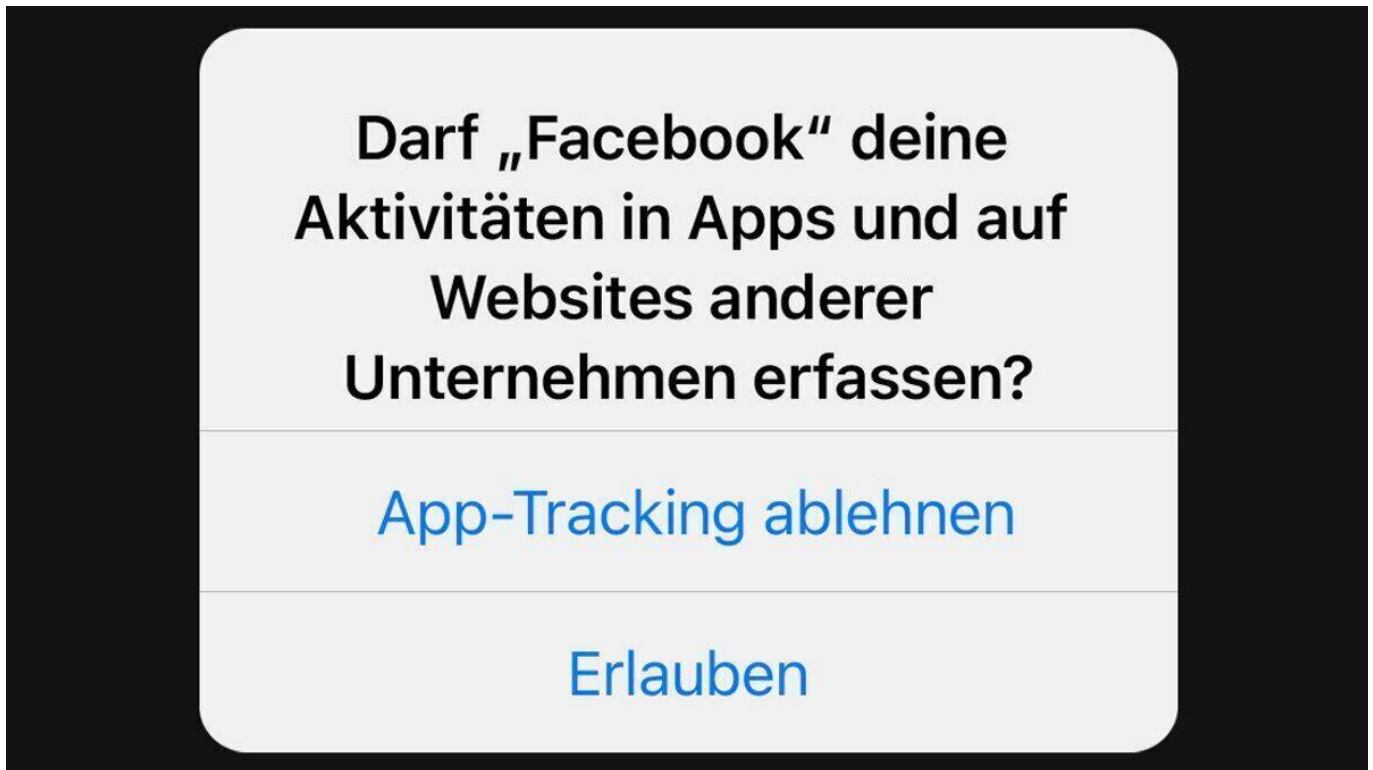 Darf „Facebook“ deine
Aktivitäten in Apps und auf
Websites anderer
Unternehmen erfassen?
App-Tracking ablehnen
Erlauben